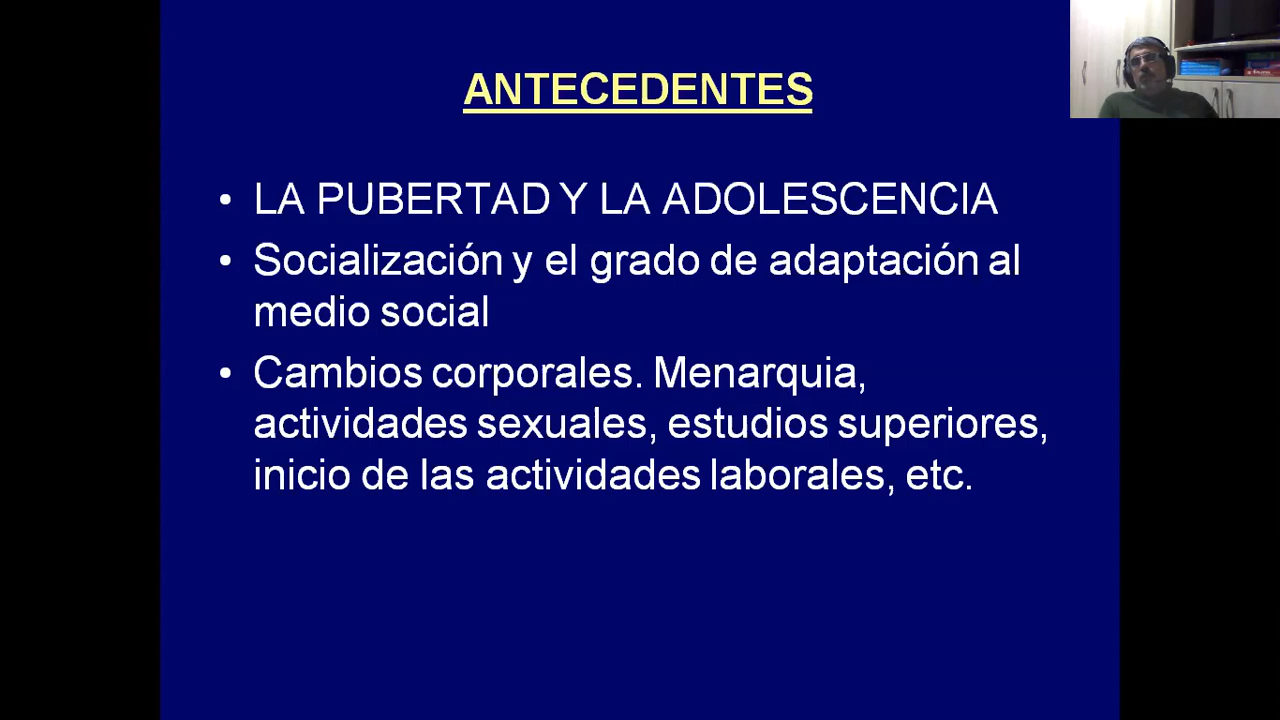 ANTECEDENTES
• LA PUBERTAD Y LA ADOLESCENCIA
• Socialización y el grado de adaptación al
medio social
• Cambios corporales. Menarquia,
actividades sexuales, estudios superiores,
inicio de las actividades laborales, etc.